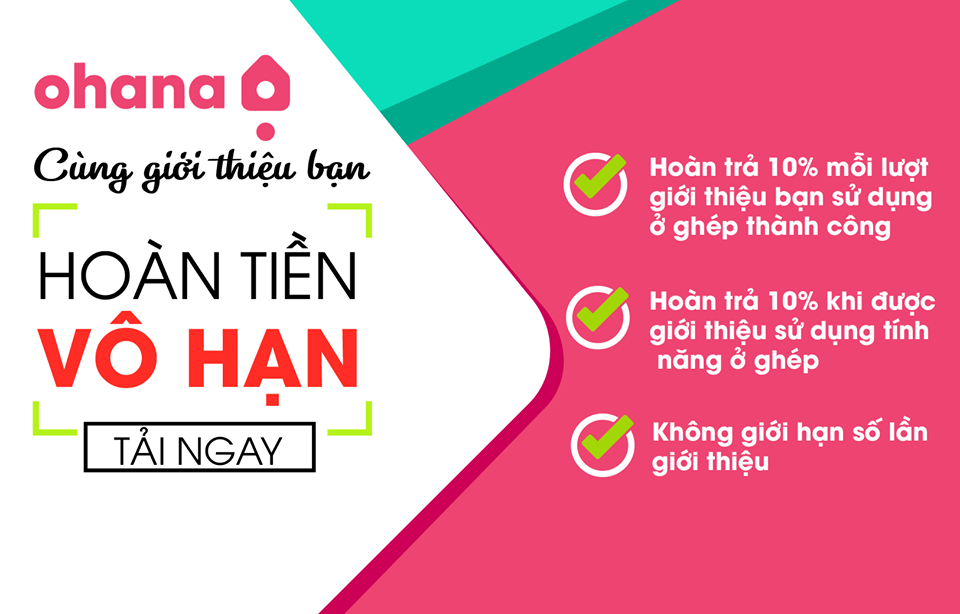 ohana
Cùng giới thiệu bạn
HOÀN TIỀN
VÔ HẠN
TẢI NGAY
Hoàn trả 10% mỗi lượt
giới thiệu bạn sử dụng
ở ghép thành công
Hoàn trả 10% khi được
giới thiệu sử dụng tính
năng ở ghép
Không giới hạn số lần
giới thiệu